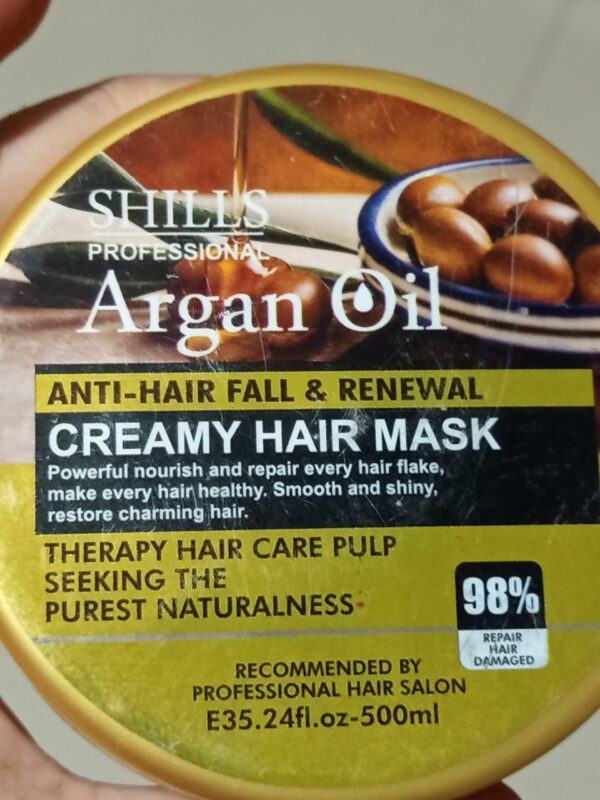 SHILLS
PROFESSIONAL
Argan Oil
ANTI-HAIR FALL & RENEWAL
CREAMY HAIR MASK
Powerful nourish and repair every hair flake,
make every hair healthy. Smooth and shiny,
restore charming hair.
THERAPY HAIR CARE PULP
SEEKING THE
PUREST NATURALNESS
98%
REPAIR
HAIR
DAMAGED
RECOMMENDED BY
PROFESSIONAL HAIR SALON
E35.24fl.oz-500ml